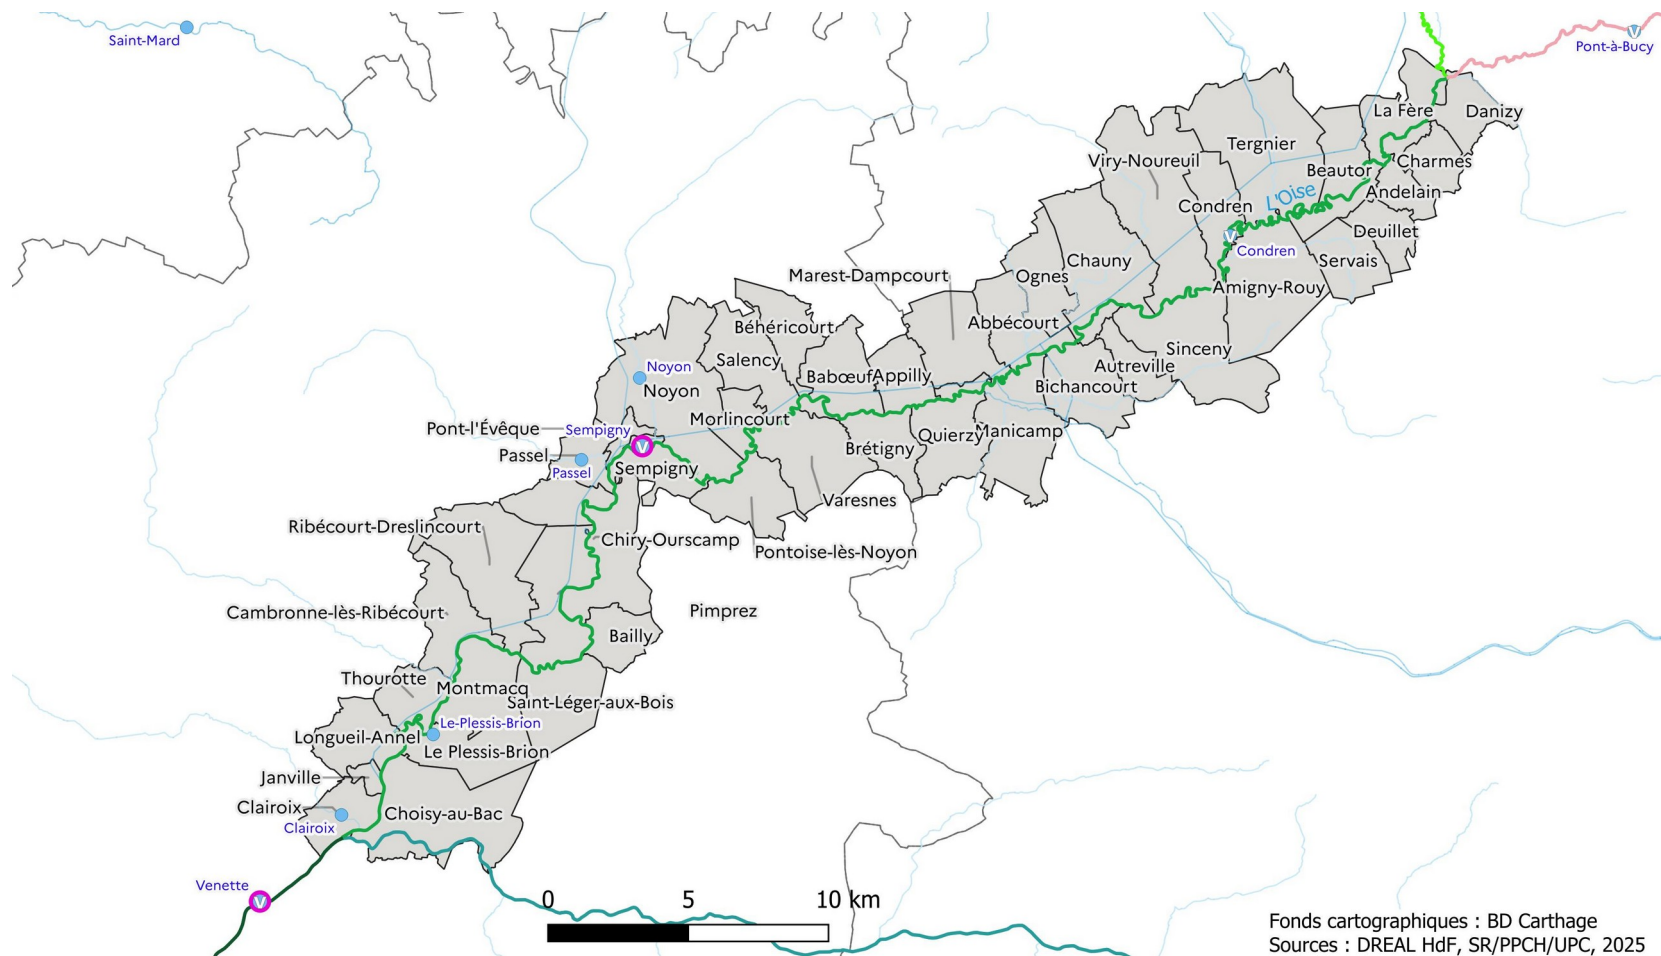 Saint-Mard
Pont-à-Bucy
La Fère
Danizy
Tergnier
Viry-Noureuil
Charmes
Beautor
Andelain
L'Oise
Condren
Deuillet
Condren
Servais
Chauny
Marest-Dampcourt
Ognes
Amigny-Rouy
Abbécourt
Béhéricourt
Sinceny
Salency
Autreville
Noyon
Babœuf
Appilly
Bichancourt
Noyon
Morlincourt
Pont-l'Évêque
Sempigny
Quierzy
Manicamp
Brétigny
Passel
Passel
Sempigny
Varesnes
Ribécourt-Dreslincourt
Chiry-Ourscamp
Pontoise-lès-Noyon
Cambronne-lès-Ribécourt
Pimprez
Bailly
Thourotte
Montmacq
Saint-Léger-aux-Bois
Le-Plessis-Brion
Longueil-Annel
Le Plessis-Brion
Janville
Clairoix
Choisy-au-Bac
Clairoix
Venette
V
V
V
V
0 5 10 km
Fonds cartographiques : BD Carthage
Sources : DREAL HdF, SR/PPCH/UPC, 2025